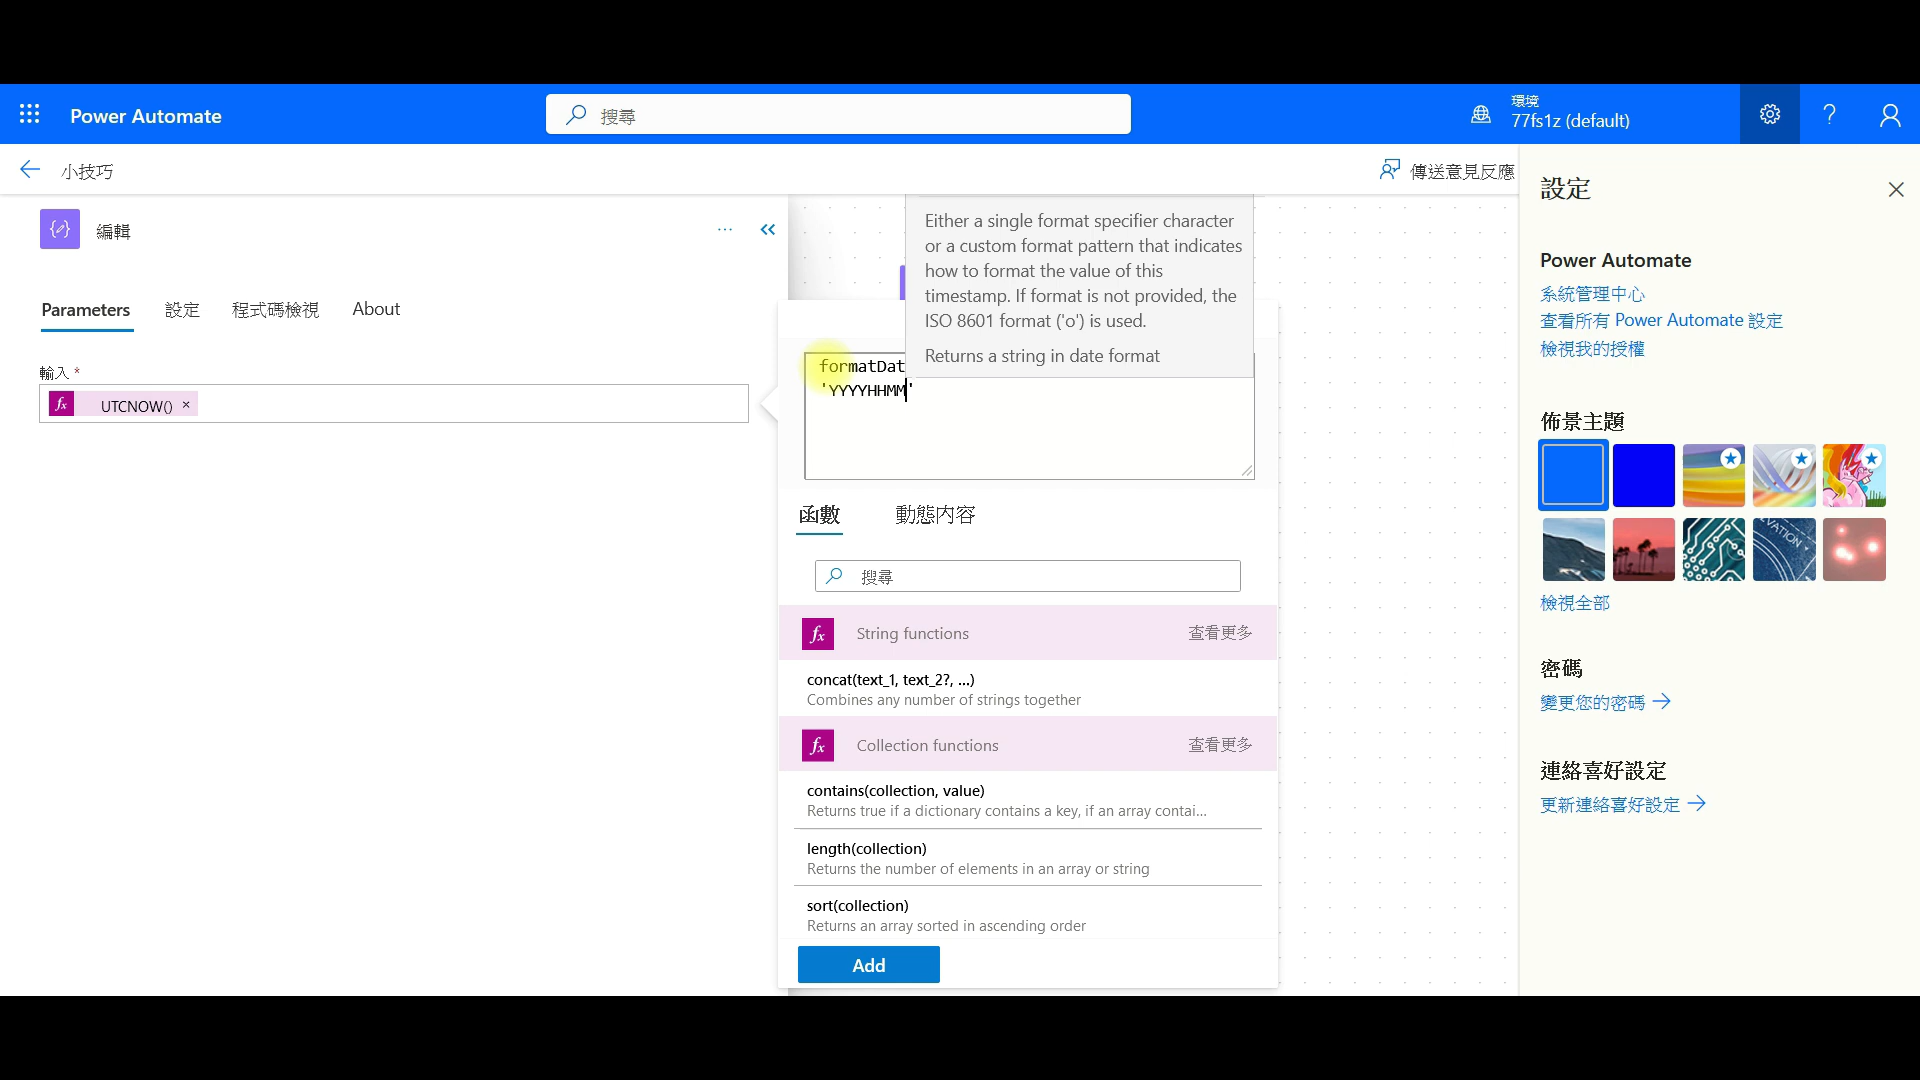 Power Automate
搜尋
環境
77fs1z (default)
?
小技巧
傳送意見反應
編輯
Parameters
設定
程式碼檢視
About
輸入 *
fx UTCNOW() ×
Either a single format specifier character
or a custom format pattern that indicates
how to format the value of this
timestamp. If format is not provided, the
ISO 8601 format ('o') is used.
Returns a string in date format
formatDat
'YYYYHHMM'
函數
動態內容
搜尋
fx String functions 查看更多
concat(text_1, text_2?, ...)
Combines any number of strings together
fx Collection functions 查看更多
contains(collection, value)
Returns true if a dictionary contains a key, if an array contai...
length(collection)
Returns the number of elements in an array or string
sort(collection)
Returns an array sorted in ascending order
Add
設定
Power Automate
系統管理中心
查看所有 Power Automate 設定
檢視我的授權
佈景主題
VATION
檢視全部
密碼
變更您的密碼
連絡喜好設定
更新連絡喜好設定